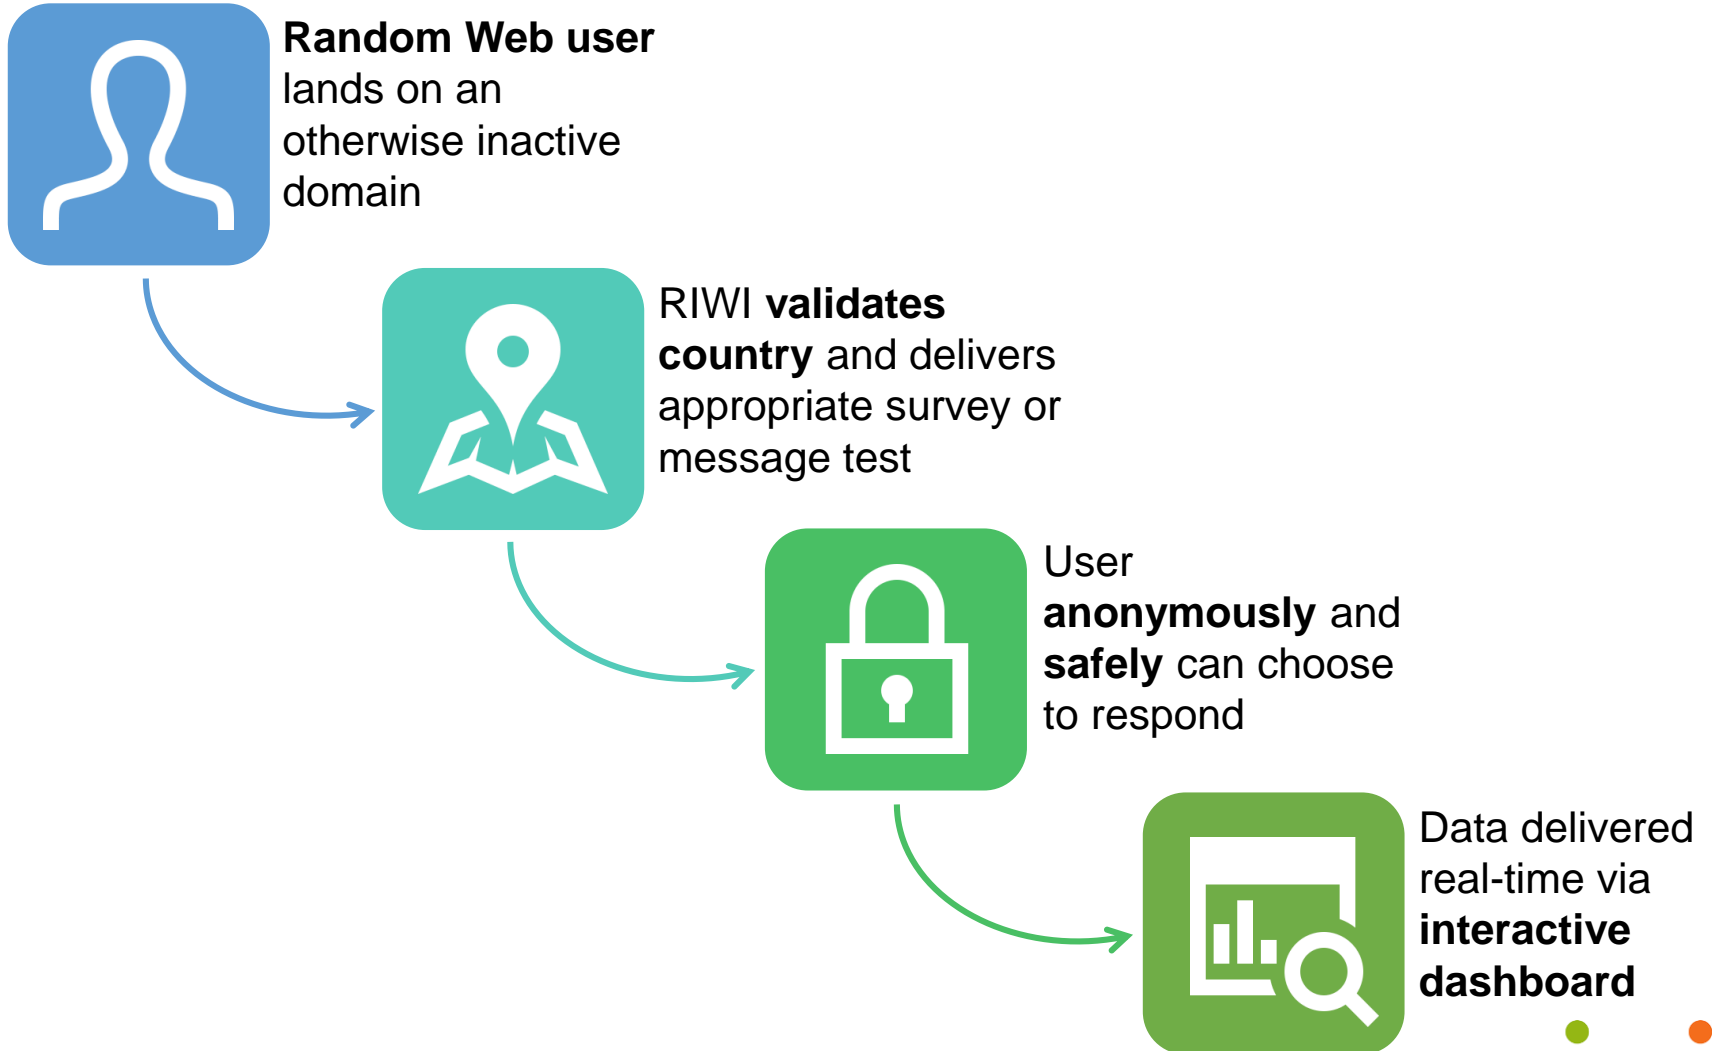 Random Web user
lands on an
otherwise inactive
domain
RIWI validates
country and delivers
appropriate survey or
message test
User
anonymously and
safely can choose
to respond
Data delivered
real-time via
interactive
dashboard